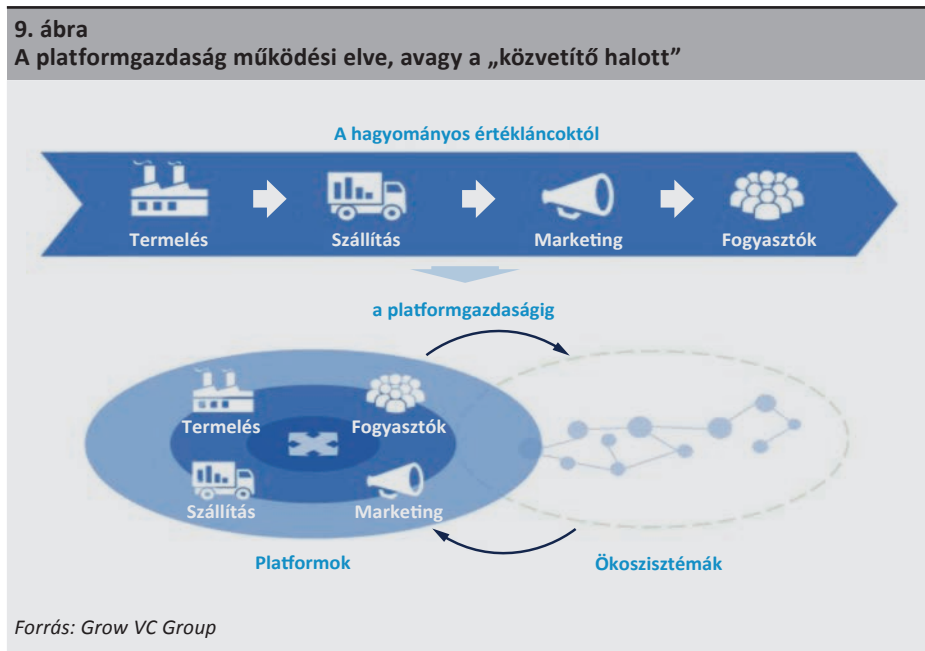 9. ábra
A platformgazdaság működési elve, avagy a „közvetítő halott”
A hagyományos értékláncoktól
Termelés
Szállítás
Marketing
Fogyasztók
a platformgazdaságig
Termelés
Fogyasztók
Szállítás
Marketing
Platformok
Ökoszisztémák
Forrás: Grow VC Group